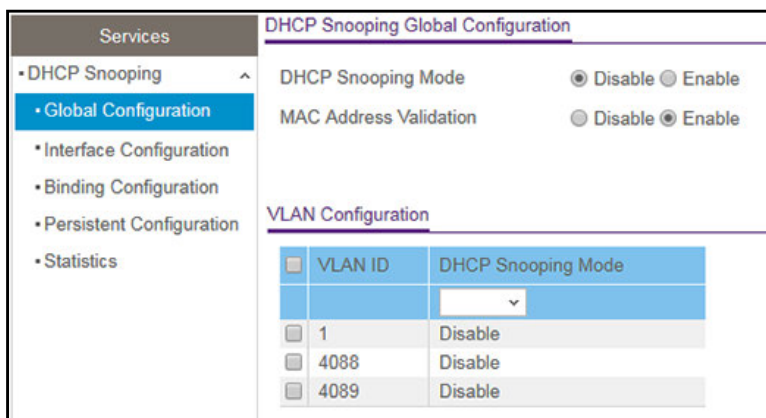 Services
DHCP Snooping
Global Configuration
Interface Configuration
Binding Configuration
Persistent Configuration
Statistics
DHCP Snooping Global Configuration
DHCP Snooping Mode Disable Enable
MAC Address Validation Disable Enable
VLAN Configuration
VLAN ID DHCP Snooping Mode
1 Disable
4088 Disable
4089 Disable